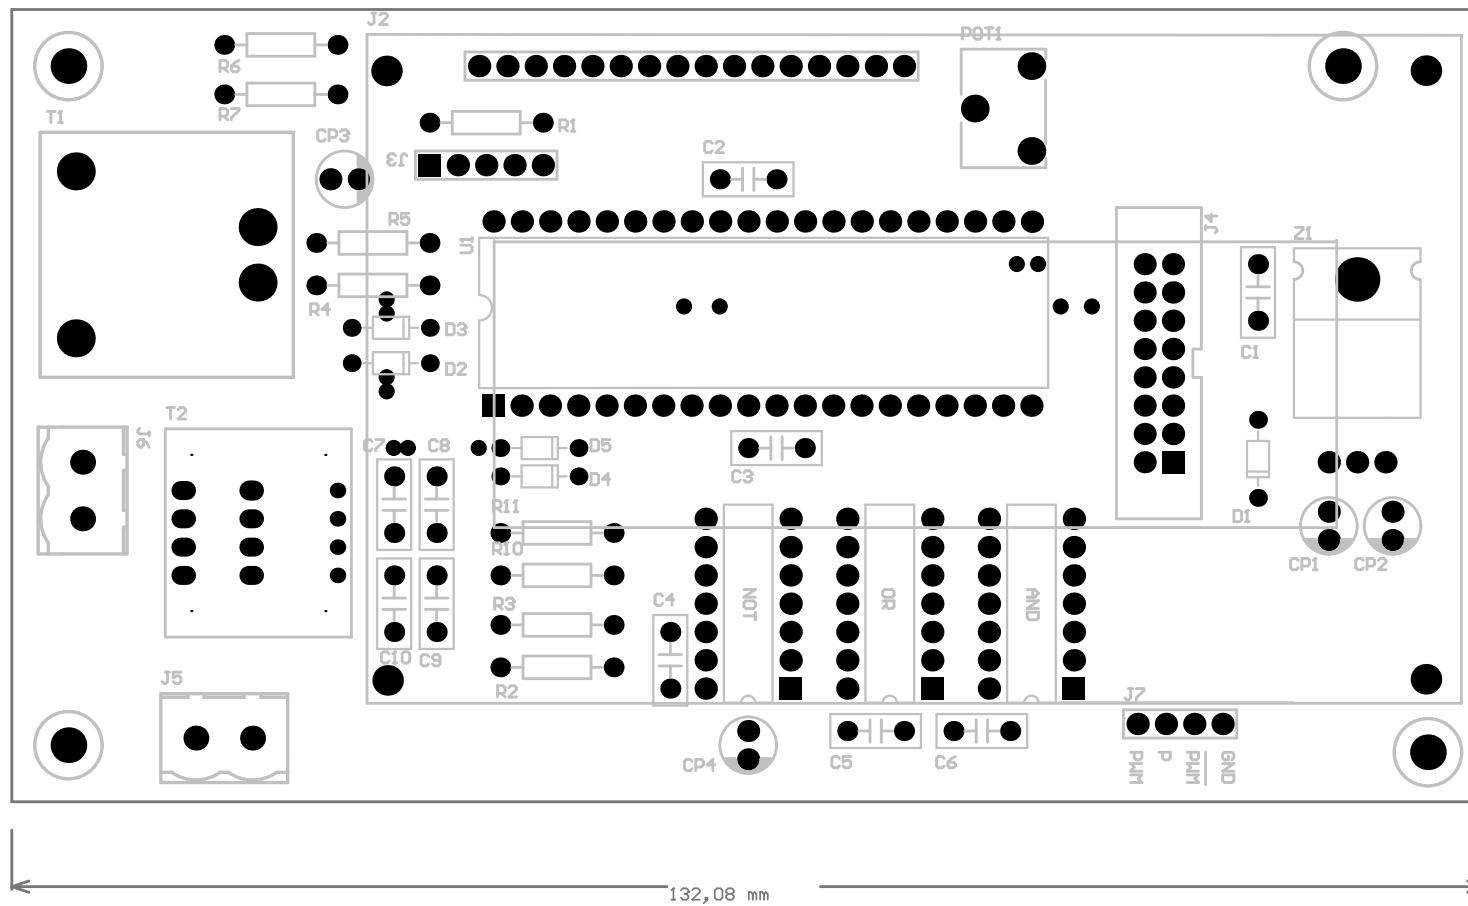 J2
POT1
R6
R7
T1
CP3
R1
J3
C2
R5
U1
J4
Z1
R4
D3
D2
C1
T2
J6
C7
C8
D5
D4
C3
R11
D1
R10
CP1
CP2
R3
C4
NOT
OR
AND
C10
C9
J5
R2
J7
CP4
C5
C6
PWM
P
PWM
GND
132,08 mm